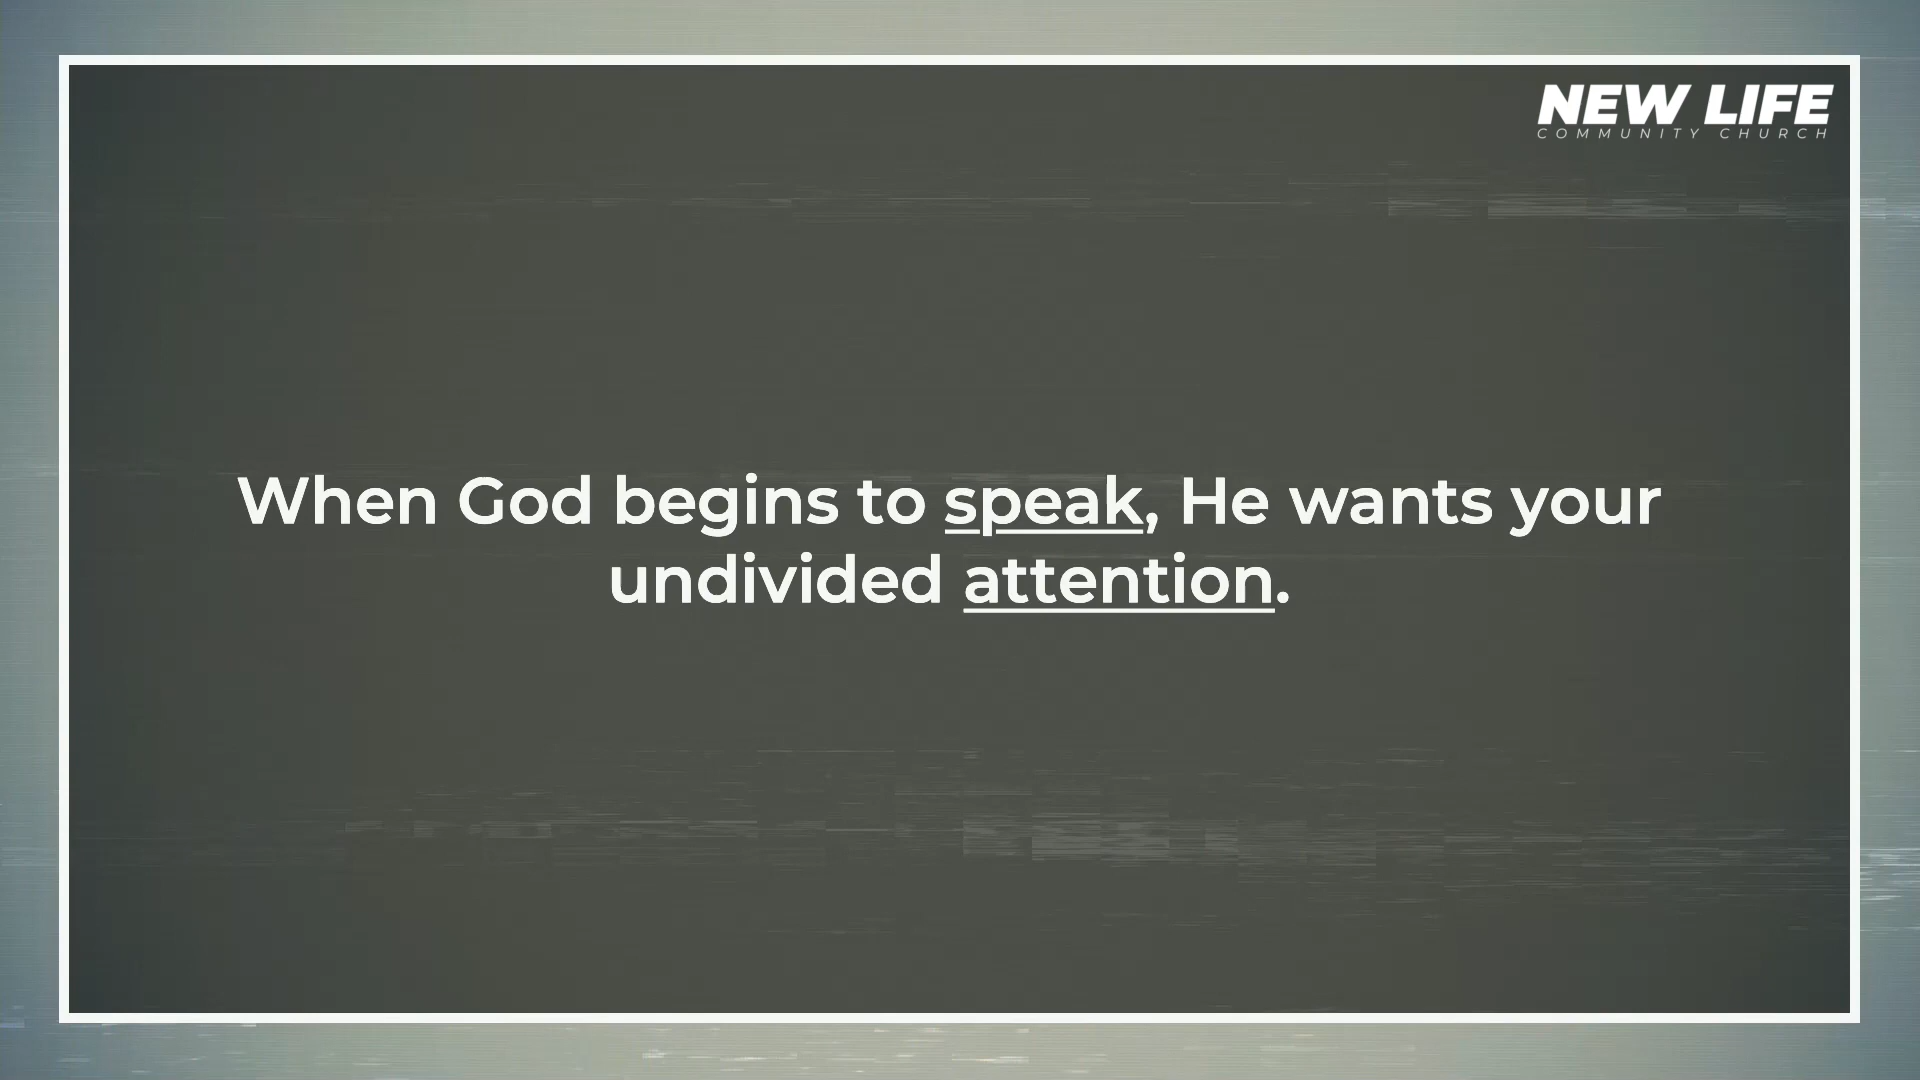 NEW LIFE
COMMUNITY CHURCH
When God begins to speak, He wants your
undivided attention.